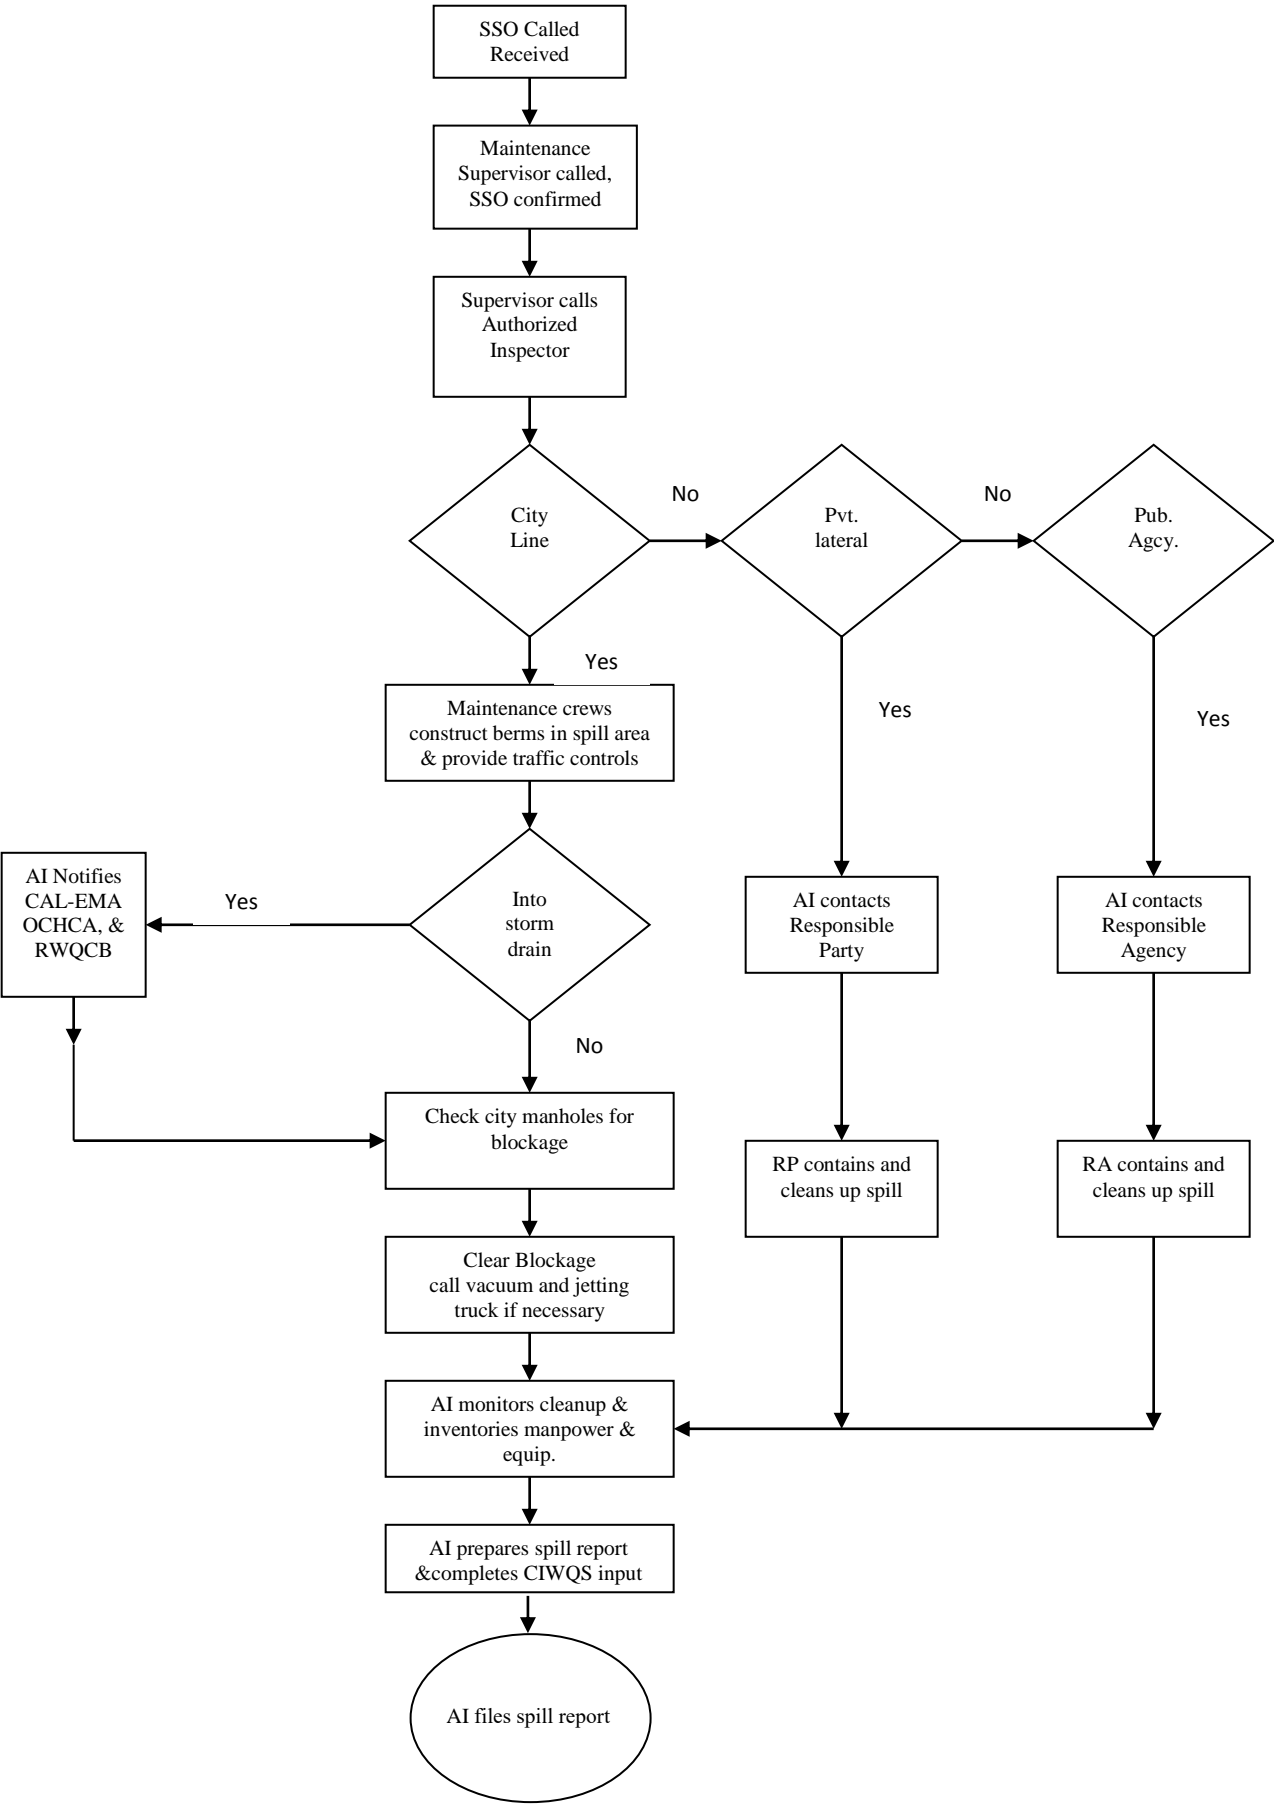 SSO Called
Received
Maintenance
Supervisor called,
SSO confirmed
Supervisor calls
Authorized
Inspector
City
Line
No
Pvt.
lateral
No
Pub.
Agcy.
Yes
Maintenance crews
construct berms in spill area
& provide traffic controls
Yes
Yes
AI Notifies
CAL-EMA
OCHCA, &
RWQCB
Yes
Into
storm
drain
AI contacts
Responsible
Party
AI contacts
Responsible
Agency
No
Check city manholes for
blockage
RP contains and
cleans up spill
RA contains and
cleans up spill
Clear Blockage
call vacuum and jetting
truck if necessary
AI monitors cleanup &
inventories manpower &
equip.
AI prepares spill report
&completes CIWQS input
AI files spill report